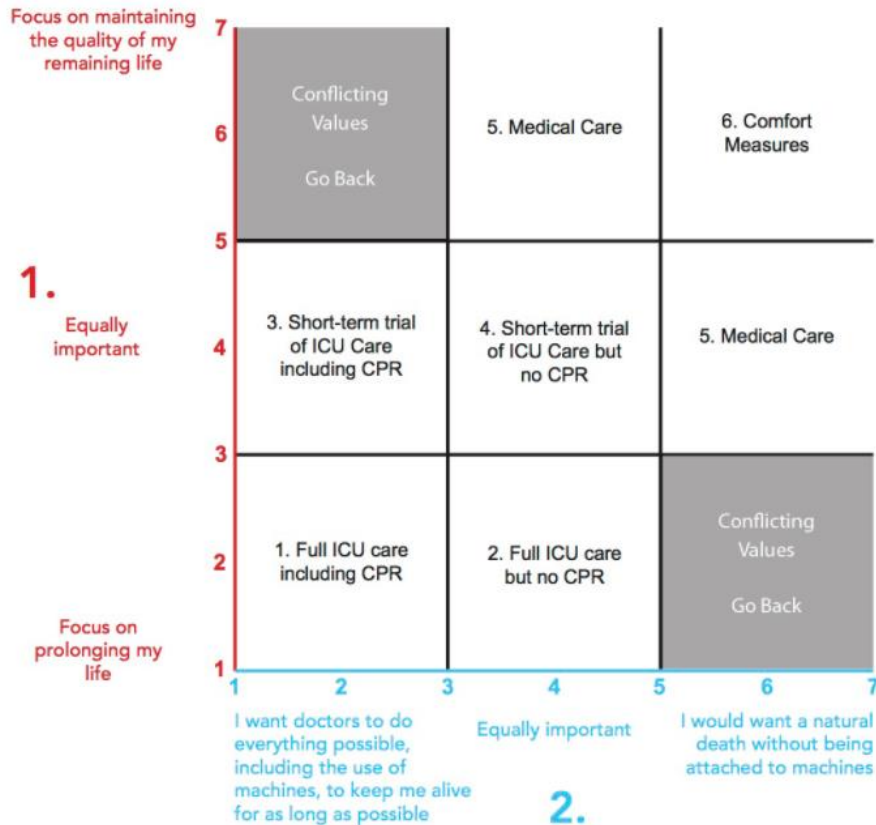 Focus on maintaining
the quality of my
remaining life
7
Conflicting
Values
Go Back
6
5. Medical Care
6. Comfort
Measures
5
1.
Equally
important
4
3. Short-term trial
of ICU Care
including CPR
4. Short-term trial
of ICU Care but
no CPR
5. Medical Care
3
2
1. Full ICU care
including CPR
2. Full ICU care
but no CPR
Conflicting
Values
Go Back
Focus on
prolonging my
life
1
1 2 3 4 5 6 7
I want doctors to do
everything possible,
including the use of
machines, to keep me alive
for as long as possible
Equally important
I would want a natural
death without being
attached to machines
2.